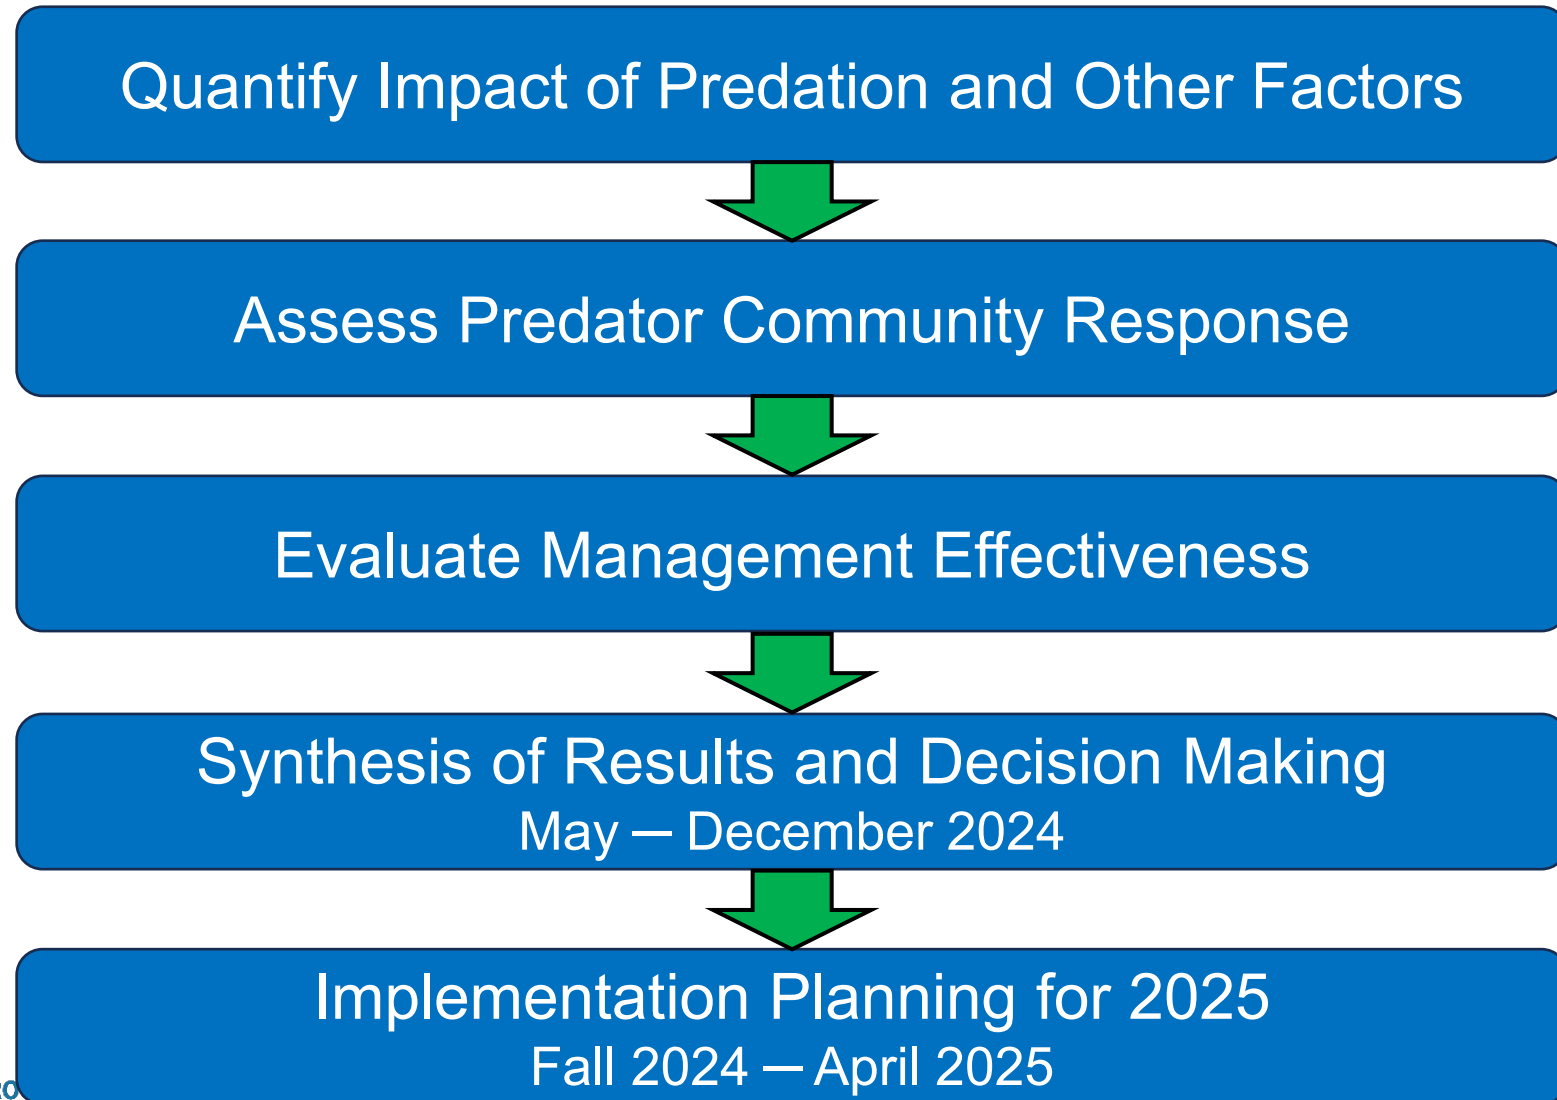 Quantify Impact of Predation and Other Factors
Assess Predator Community Response
Evaluate Management Effectiveness
Synthesis of Results and Decision Making
May — December 2024
Implementation Planning for 2025
Fall 2024 — April 2025